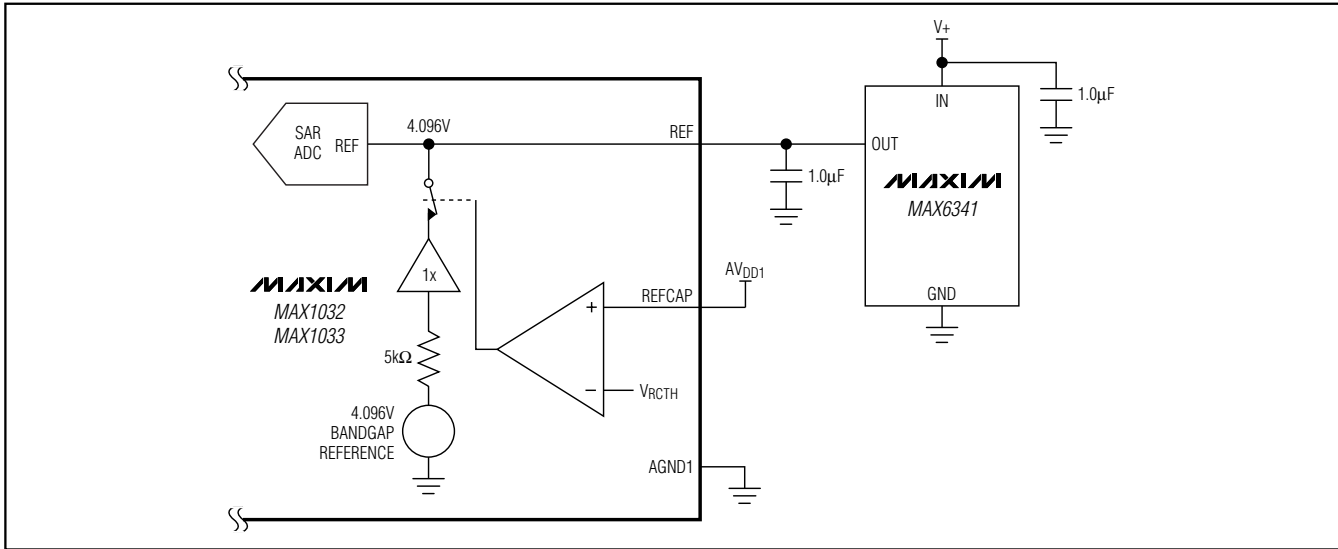 V+
IN
1.0µF
SAR
ADC
REF
4.096V
REF
OUT
1.0µF
MAXIM
MAX6341
GND
1x
MAXIM
MAX1032
MAX1033
5kΩ
4.096V
BANDGAP
REFERENCE
AVDD1
REFCAP
+
−
VRCTH
AGND1